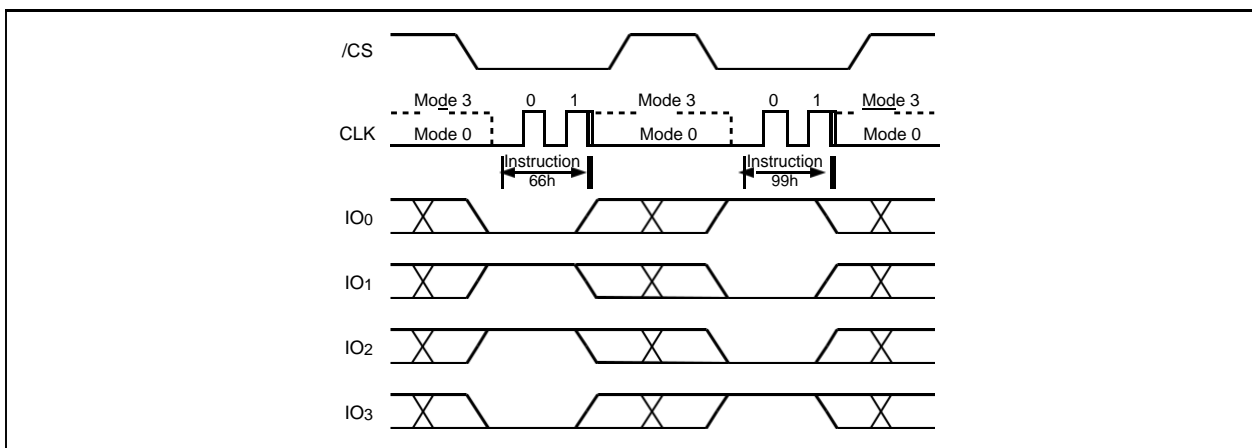 /CS
Mode 3 0 1 Mode 3 0 1 Mode 3
CLK Mode 0 Mode 0 Mode 0
Instruction Instruction
66h 99h
IO0
IO1
IO2
IO3